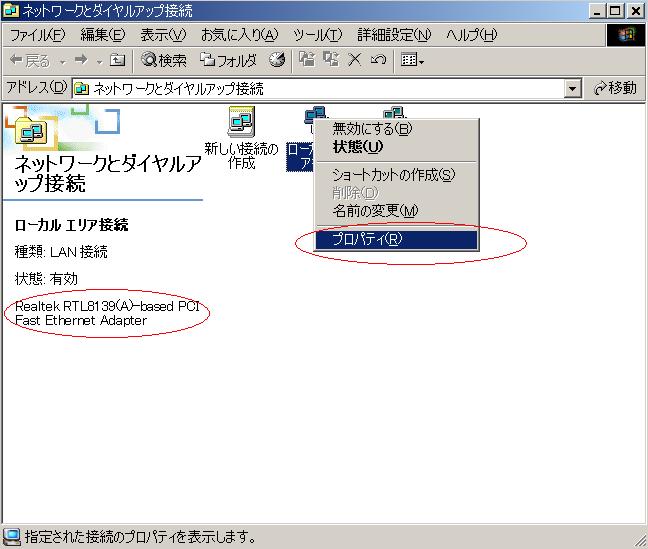 ネットワークとダイヤルアップ接続
ファイル(F) 編集(E) 表示(V) お気に入り(A) ツール(T) 詳細設定(N) ヘルプ(H)
戻る 検索 フォルダ
アドレス(D) ネットワークとダイヤルアップ接続 移動
ネットワークとダイヤルア
ップ接続
ローカル エリア接続
種類: LAN 接続
状態: 有効
Realtek RTL8139(A)-based PCI
Fast Ethernet Adapter
新しい接続の
作成
無効にする(B)
状態(U)
ショートカットの作成(S)
削除(D)
名前の変更(M)
プロパティ(R)
指定された接続のプロパティを表示します。